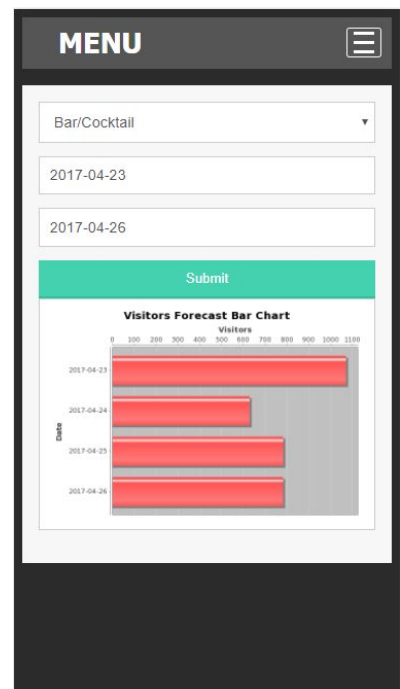 MENU
Bar/Cocktail
2017-04-23
2017-04-26
Submit
Visitors Forecast Bar Chart
Visitors
0 100 200 300 400 500 600 700 800 900 1000 1100
Date
2017-04-23
2017-04-24
2017-04-25
2017-04-26